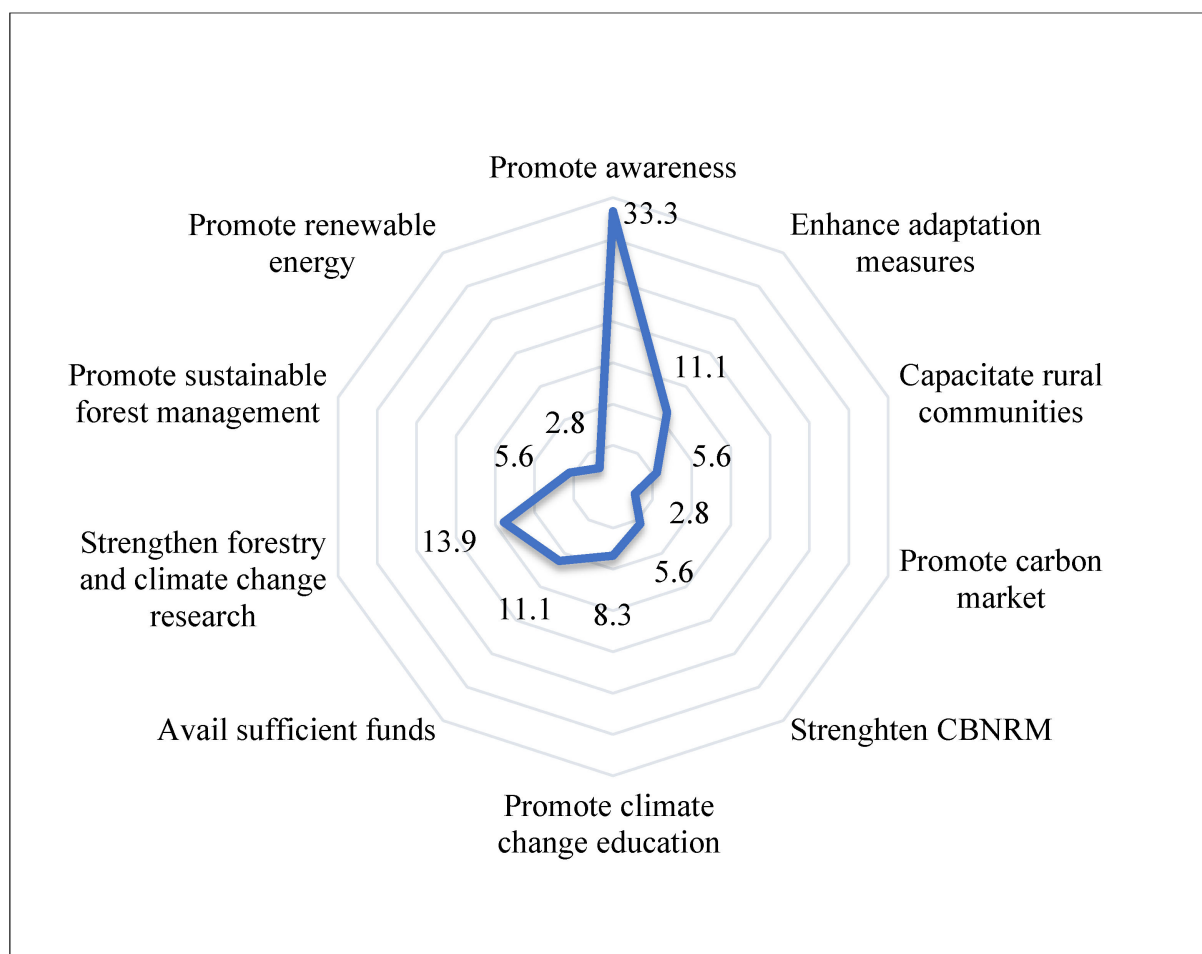 Promote awareness
33.3
Enhance adaptation
measures
11.1
Capacitate rural
communities
5.6
Promote carbon
market
2.8
Strenghten CBNRM
5.6
Promote climate
change education
8.3
Avail sufficient funds
11.1
Strengthen forestry
and climate change
research
13.9
Promote sustainable
forest management
5.6
Promote renewable
energy
2.8